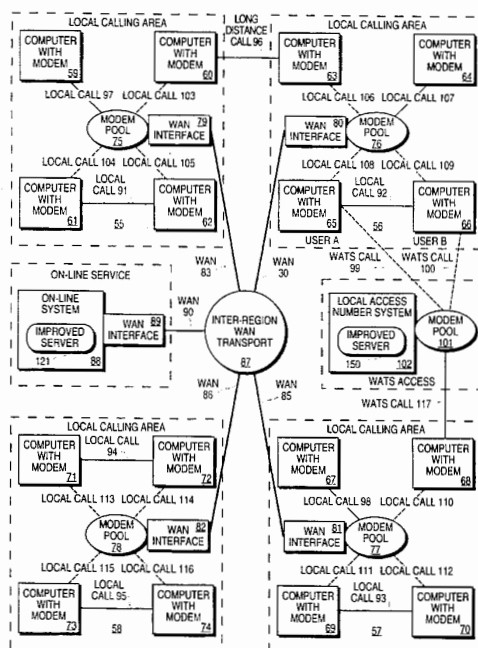 LOCAL CALLING AREA
COMPUTER
WITH
MODEM
59
COMPUTER
WITH
MODEM
60
LONG
DISTANCE
CALL 96
LOCAL CALLING AREA
COMPUTER
WITH
MODEM
63
COMPUTER
WITH
MODEM
64
LOCAL CALL 97
LOCAL CALL 103
MODEM
POOL
75
79
WAN
INTERFACE
LOCAL CALL 104
LOCAL CALL 105
LOCAL
CALL 91
COMPUTER
WITH
MODEM
61
COMPUTER
WITH
MODEM
62
55
LOCAL CALL 106
LOCAL CALL 107
80
WAN
INTERFACE
MODEM
POOL
76
LOCAL CALL 108
LOCAL CALL 109
LOCAL
CALL 92
COMPUTER
WITH
MODEM
65
COMPUTER
WITH
MODEM
66
56
USER A
USER B
WAN
83
WAN
30
WATS CALL
99
WATS CALL
100
ON-LINE SERVICE
ON-LINE
SYSTEM
IMPROVED
SERVER
121
88
89
WAN
INTERFACE
WAN
90
INTER-REGION
WAN
TRANSPORT
87
LOCAL ACCESS
NUMBER SYSTEM
IMPROVED
SERVER
150
102
MODEM
POOL
101
WATS ACCESS
WAN
86
WAN
85
WATS CALL 117
LOCAL CALLING AREA
COMPUTER
WITH
MODEM
71
LOCAL CALL
94
COMPUTER
WITH
MODEM
72
LOCAL CALL 113
LOCAL CALL 114
MODEM
POOL
78
82
WAN
INTERFACE
LOCAL CALL 115
LOCAL CALL 116
LOCAL
CALL 95
COMPUTER
WITH
MODEM
73
COMPUTER
WITH
MODEM
74
58
LOCAL CALLING AREA
COMPUTER
WITH
MODEM
67
COMPUTER
WITH
MODEM
68
LOCAL CALL 98
LOCAL CALL 110
81
WAN
INTERFACE
MODEM
POOL
77
LOCAL CALL 111
LOCAL CALL 112
LOCAL
CALL 93
COMPUTER
WITH
MODEM
69
COMPUTER
WITH
MODEM
70
57